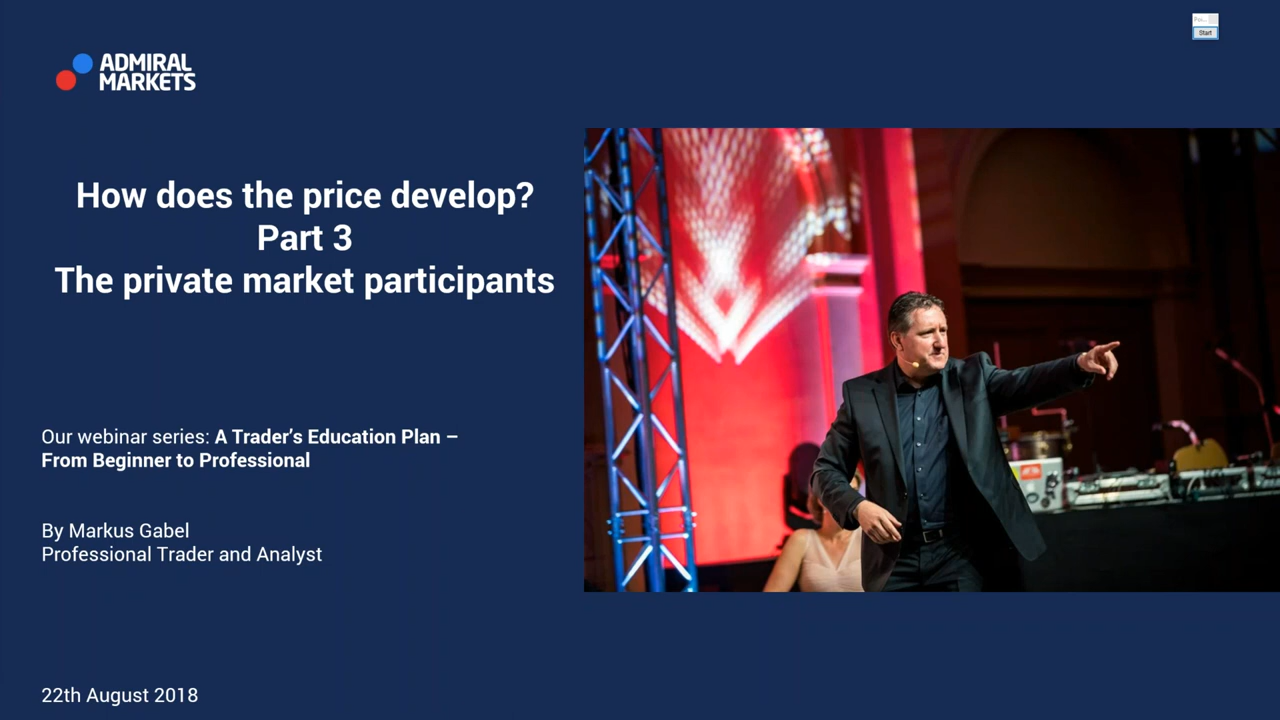 Start
ADMIRAL
MARKETS
How does the price develop?
Part 3
The private market participants
Our webinar series: A Trader's Education Plan –
From Beginner to Professional
By Markus Gabel
Professional Trader and Analyst
22th August 2018